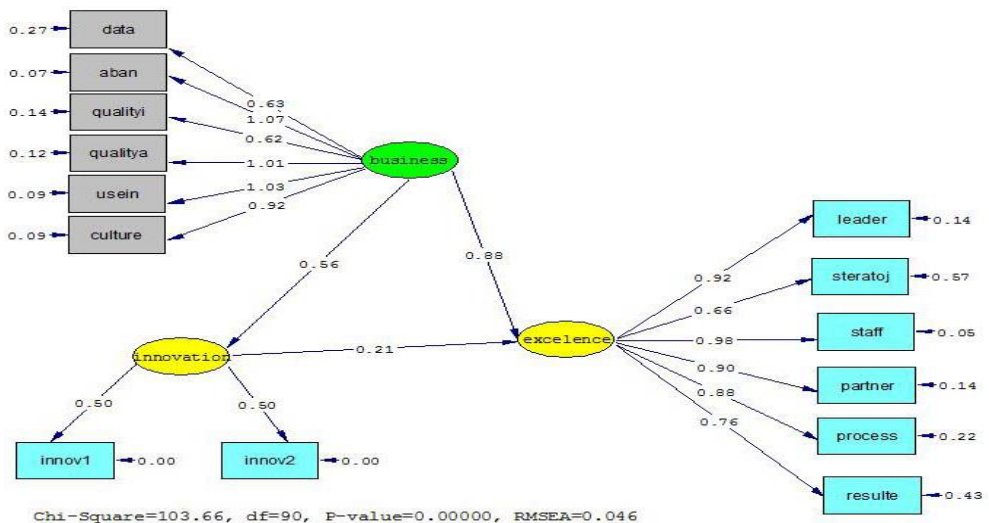 0.27
data
0.07
aban
0.14
qualityi
0.12
qualitya
0.09
usein
0.09
culture
0.63
1.07
0.62
1.01
1.03
0.92
business
0.56
0.88
innovation
0.21
excelence
0.50
0.50
innov1
0.00
innov2
0.00
0.92
0.66
0.98
0.90
0.88
0.76
leader
0.14
steratoj
0.57
staff
0.05
partner
0.14
process
0.22
resulte
0.43
Chi-Square=103.66, df=90, P-value=0.00000, RMSEA=0.046